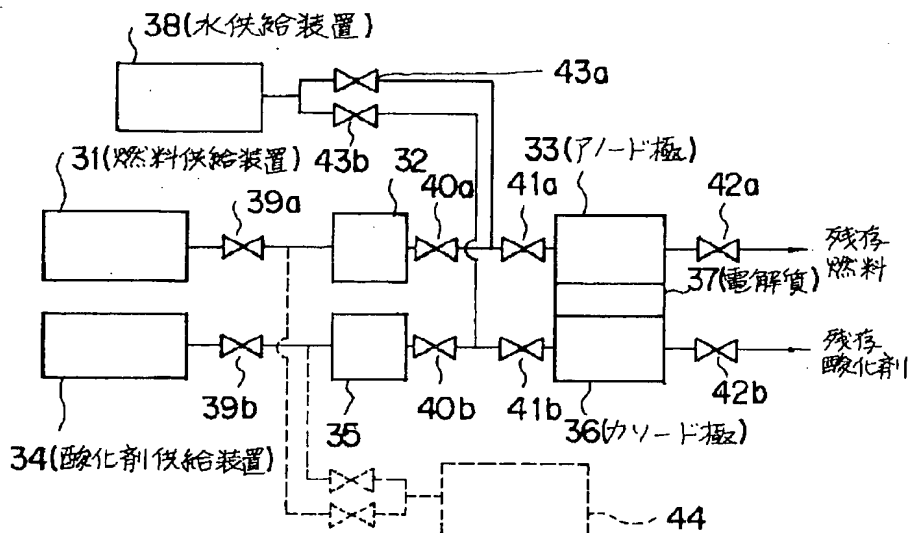 38(水供給装置)
43a
43b
31(燃料供給装置)
39a
32
40a
41a
33(アノード極)
42a
残存
燃料
37(電解質)
残存
酸化剤
39b
35
40b
41b
42b
36(カソード極)
34(酸化剤供給装置)
44